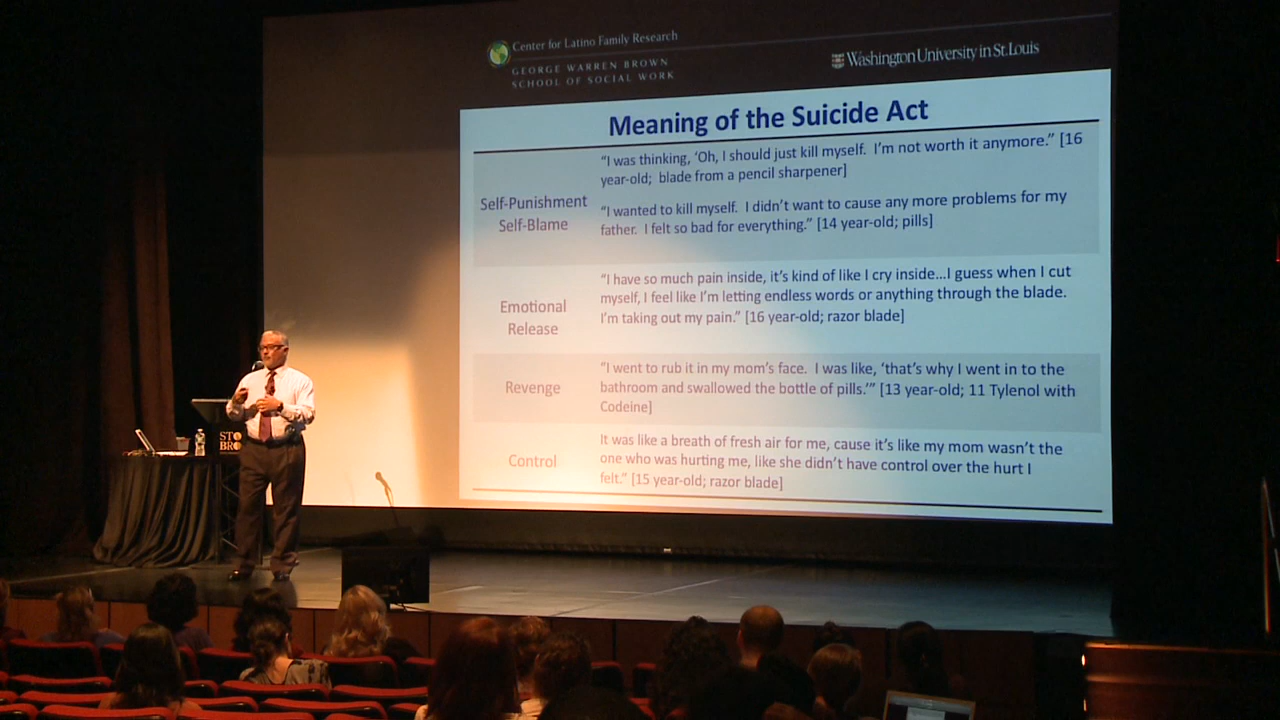 Center for Latino Family Research
GEORGE WARREN BROWN
SCHOOL OF SOCIAL WORK
Washington University in St. Louis
Meaning of the Suicide Act
Self-Punishment
Self-Blame
"I was thinking, 'Oh, I should just kill myself. I'm not worth it anymore." [16
year-old; blade from a pencil sharpener]
"I wanted to kill myself. I didn't want to cause any more problems for my
father. I felt so bad for everything." [14 year-old; pills]
Emotional
Release
"I have so much pain inside, it's kind of like I cry inside...I guess when I cut
myself, I feel like I'm letting endless words or anything through the blade.
I'm taking out my pain." [16 year-old; razor blade]
Revenge
"I went to rub it in my mom's face. I was like, 'that's why I went in to the
bathroom and swallowed the bottle of pills.'" [13 year-old; 11 Tylenol with
Codeine]
Control
It was like a breath of fresh air for me, cause it's like my mom wasn't the
one who was hurting me, like she didn't have control over the hurt I
felt." [15 year-old; razor blade]